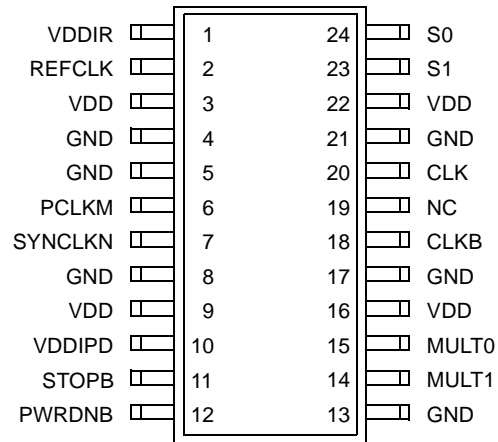 VDDIR 1 24 S0
REFCLK 2 23 S1
VDD 3 22 VDD
GND 4 21 GND
GND 5 20 CLK
PCLKM 6 19 NC
SYNCLKN 7 18 CLKB
GND 8 17 GND
VDD 9 16 VDD
VDDIPD 10 15 MULT0
STOPB 11 14 MULT1
PWRDNB 12 13 GND